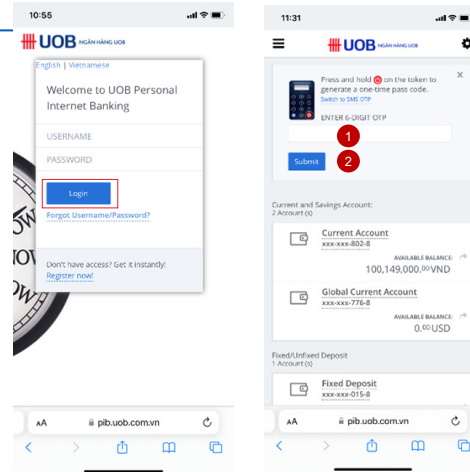 10:55
UOB NGÂN HÀNG UOB
English | Vietnamese
Welcome to UOB Personal
Internet Banking
USERNAME
PASSWORD
Login
Forgot Username/Password?
Don't have access? Get it instantly!
Register now!
AA pib.uob.com.vn
11:31
UOB NGÂN HÀNG UOB
Press and hold on the token to
generate a one-time pass code.
Switch to SMS OTP
ENTER 6-DIGIT OTP
1
Submit 2
Current and Savings Account:
2 Account (s)
Current Account
xxx-xxx-802-8
AVAILABLE BALANCE:
100,149,000.00 VND
Global Current Account
xxx-xxx-776-8
AVAILABLE BALANCE:
0.00 USD
Fixed/Unfixed Deposit
1 Account (s)
Fixed Deposit
xxx-xxx-015-8
AA pib.uob.com.vn